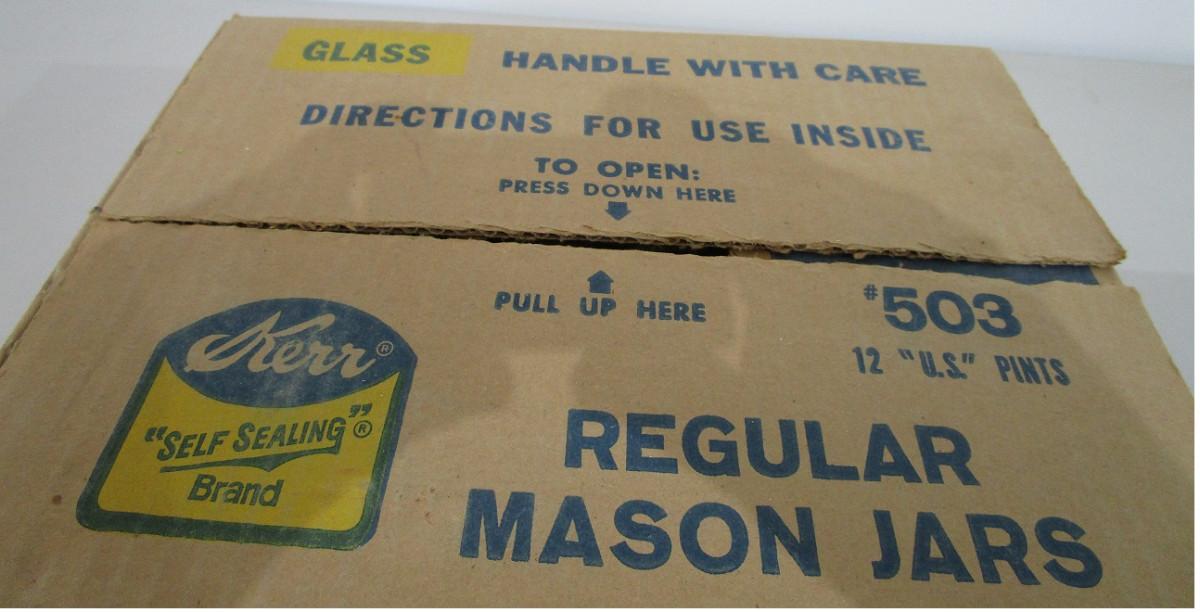 GLASS HANDLE WITH CARE
DIRECTIONS FOR USE INSIDE
TO OPEN:
PRESS DOWN HERE
PULL UP HERE
#503
12 "U.S." PINTS
Kerr®
"SELF SEALING"®
Brand
REGULAR
MASON JARS